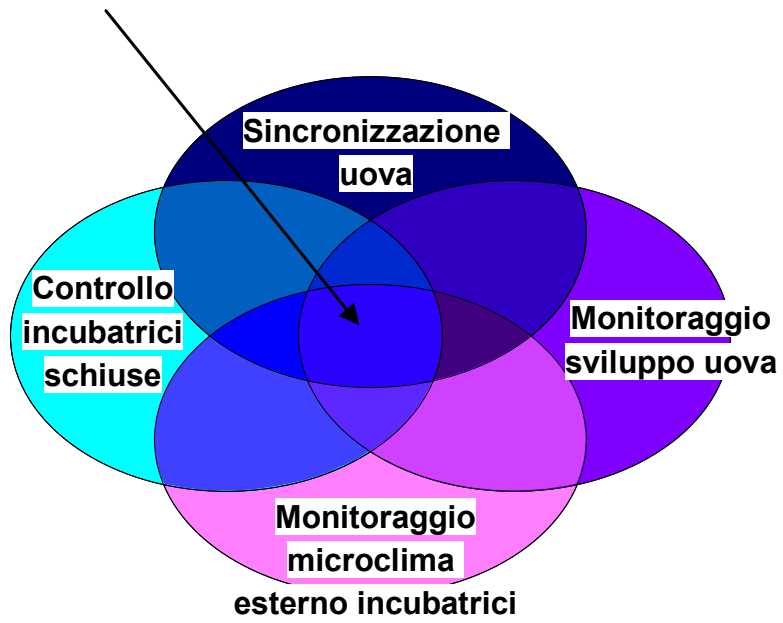 Sincronizzazione
uova
Controllo
incubatrici
schiuse
Monitoraggio
sviluppo uova
Monitoraggio
microclima
esterno incubatrici